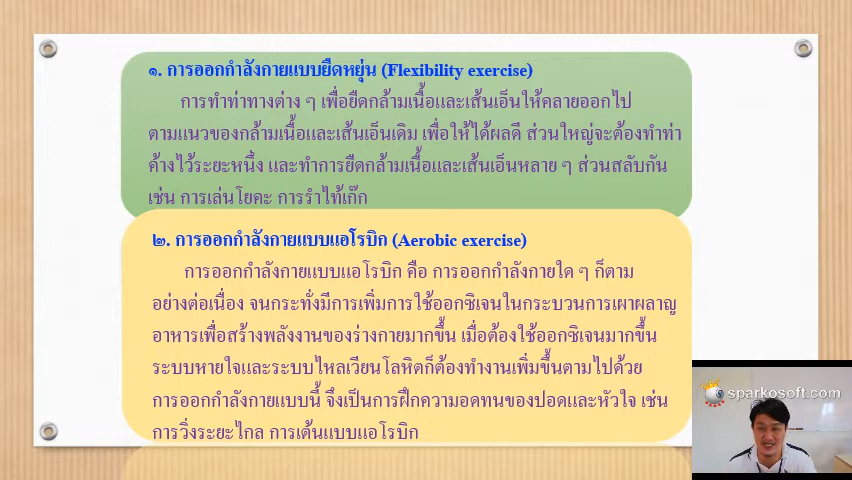 ๑. การออกกำลังกายแบบยืดหยุ่น (Flexibility exercise)
การทำท่าทางต่าง ๆ เพื่อยืดกล้ามเนื้อและเส้นเอ็นให้คลายออกไป
ตามแนวของกล้ามเนื้อและเส้นเอ็นเดิม เพื่อให้ได้ผลดี ส่วนใหญ่จะต้องทำท่า
ค้างไว้ระยะหนึ่ง และทำการยืดกล้ามเนื้อและเส้นเอ็นหลาย ๆ ส่วนสลับกัน
เช่น การเล่นโยคะ การรำไท้เก๊ก
๒. การออกกำลังกายแบบแอโรบิก (Aerobic exercise)
การออกกำลังกายแบบแอโรบิก คือ การออกกำลังกายใด ๆ ก็ตาม
อย่างต่อเนื่อง จนกระทั่งมีการเพิ่มการใช้ออกซิเจนในกระบวนการเผาผลาญ
อาหารเพื่อสร้างพลังงานของร่างกายมากขึ้น เมื่อต้องใช้ออกซิเจนมากขึ้น
ระบบหายใจและระบบไหลเวียนโลหิตก็ต้องทำงานเพิ่มขึ้นตามไปด้วย
การออกกำลังกายแบบนี้ จึงเป็นการฝึกความอดทนของปอดและหัวใจ เช่น
การวิ่งระยะไกล การเต้นแบบแอโรบิก
sparkosoft.com